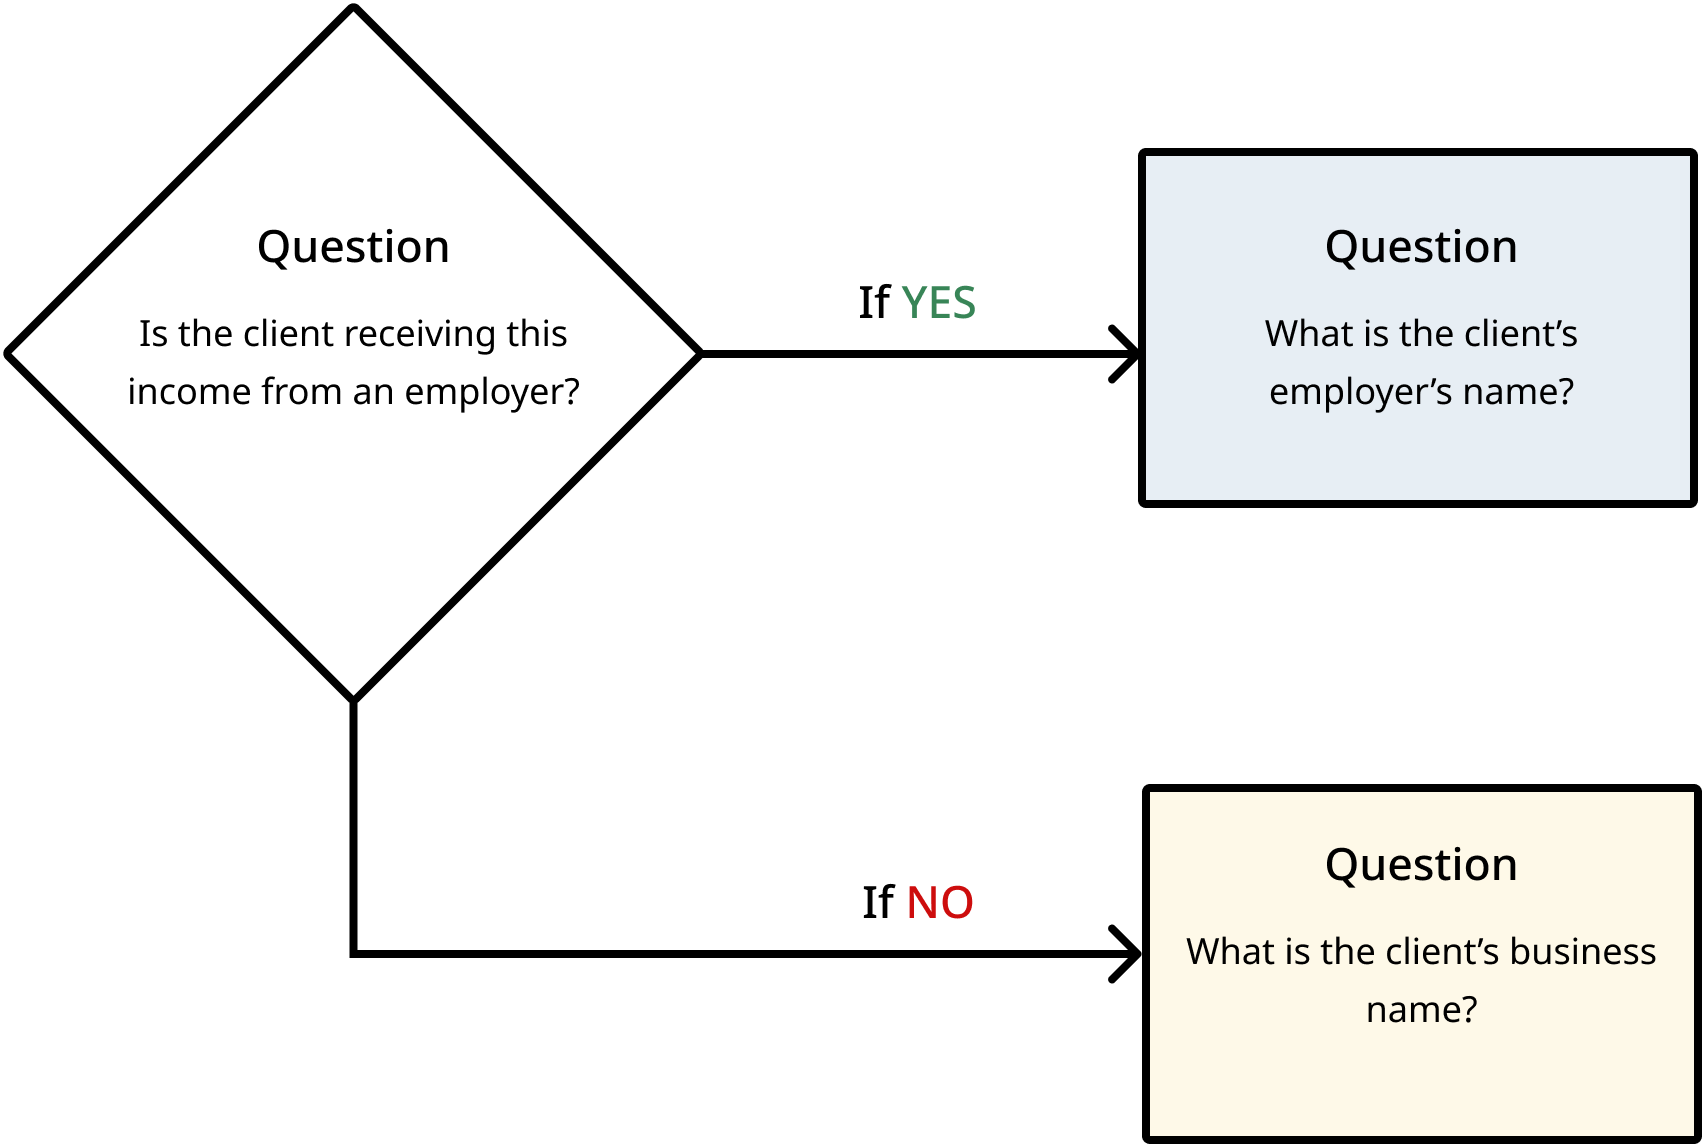 Question
Is the client receiving this
income from an employer?
If YES
Question
What is the client’s
employer’s name?
If NO
Question
What is the client’s business
name?